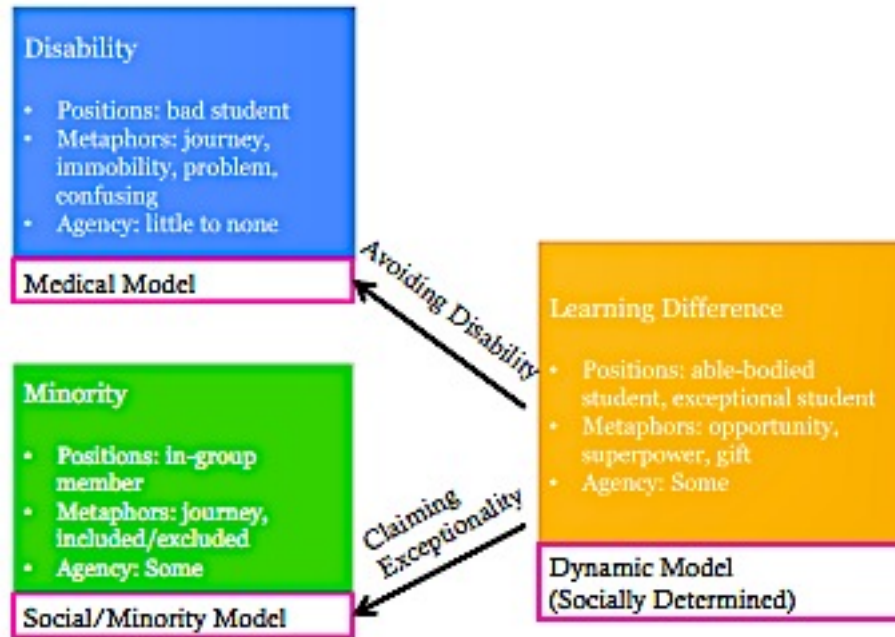 Disability
• Positions: bad student
• Metaphors: journey,
immobility, problem,
confusing
• Agency: little to none
Medical Model
Minority
• Positions: in-group
member
• Metaphors: journey,
included/excluded
• Agency: Some
Social/Minority Model
Avoiding Disability
Claiming
Exceptionality
Learning Difference
• Positions: able-bodied
student, exceptional student
• Metaphors: opportunity,
superpower, gift
• Agency: Some
Dynamic Model
(Socially Determined)